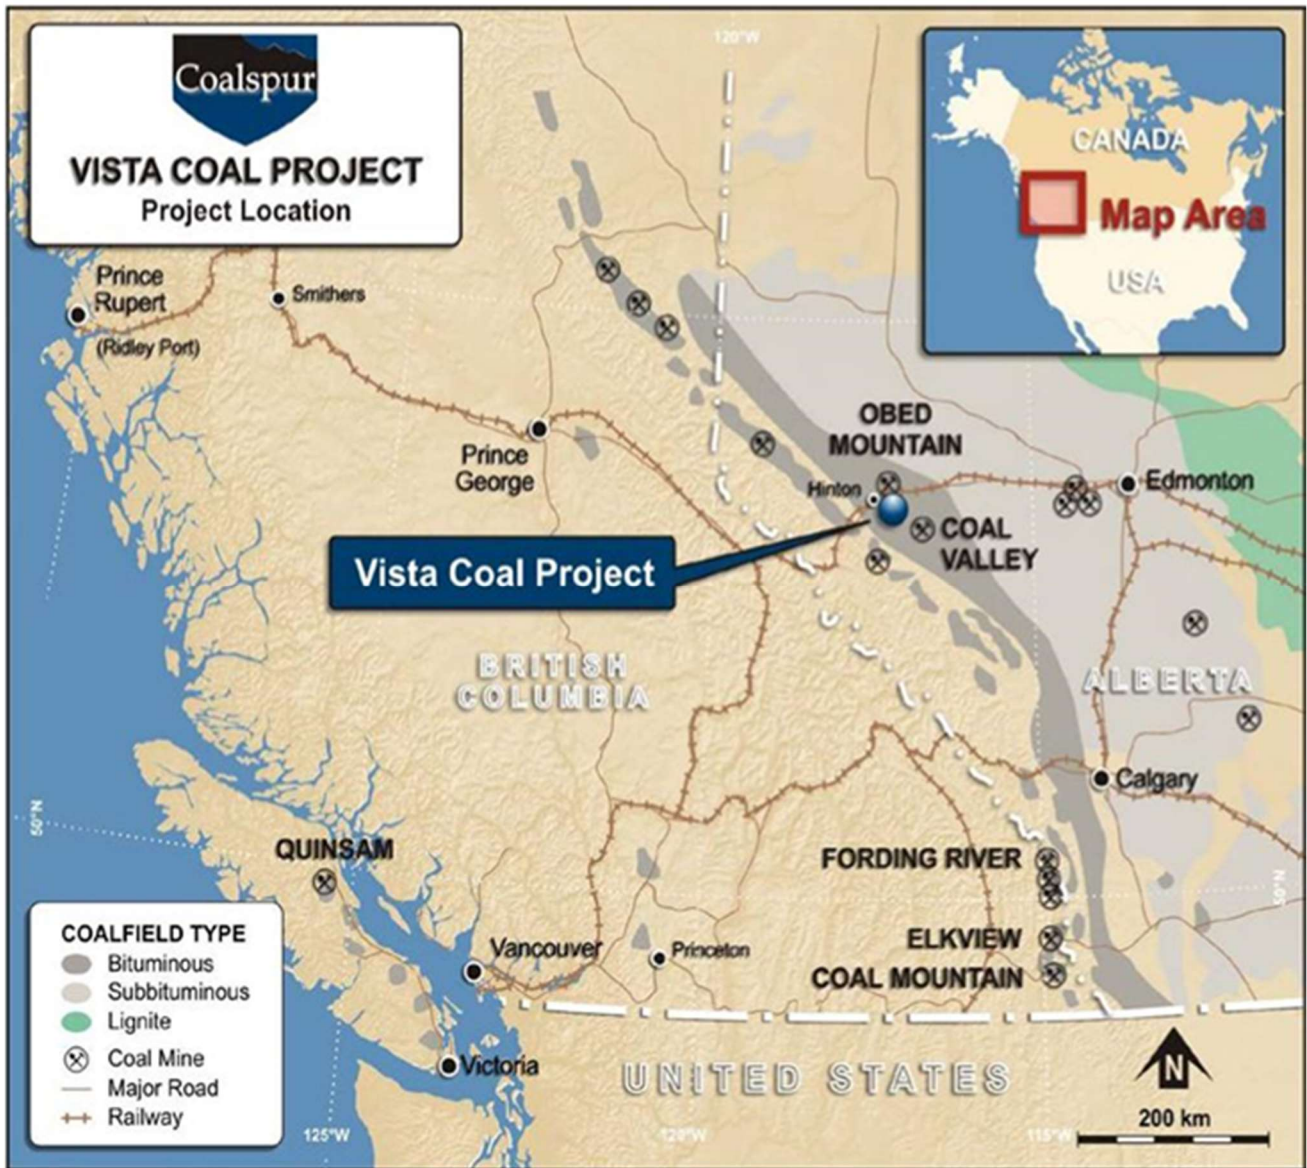 Coalspur
VISTA COAL PROJECT
Project Location
120°W
CANADA
Map Area
USA
Prince
Rupert
(Ridley Port)
Smithers
Prince
George
OBED
MOUNTAIN
Hinton
Edmonton
COAL
VALLEY
Vista Coal Project
BRITISH
COLUMBIA
ALBERTA
Calgary
50°N
QUINSAM
FORDING RIVER
50°N
ELKVIEW
COAL MOUNTAIN
Vancouver
Princeton
Victoria
UNITED STATES
COALFIELD TYPE
Bituminous
Subbituminous
Lignite
Coal Mine
Major Road
Railway
125°W
120°W
115°W
N
200 km